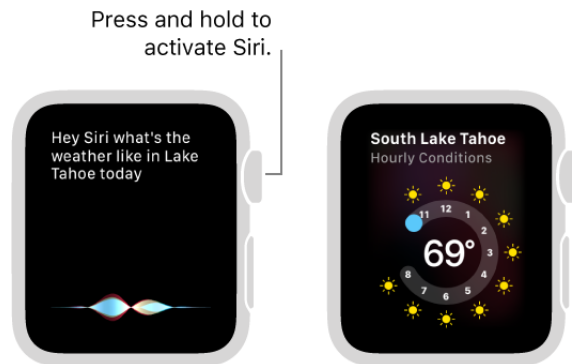 Press and hold to
activate Siri.
Hey Siri what's the
weather like in Lake
Tahoe today
South Lake Tahoe
Hourly Conditions
11
12
1
2
3
4
5
6
7
8
69°